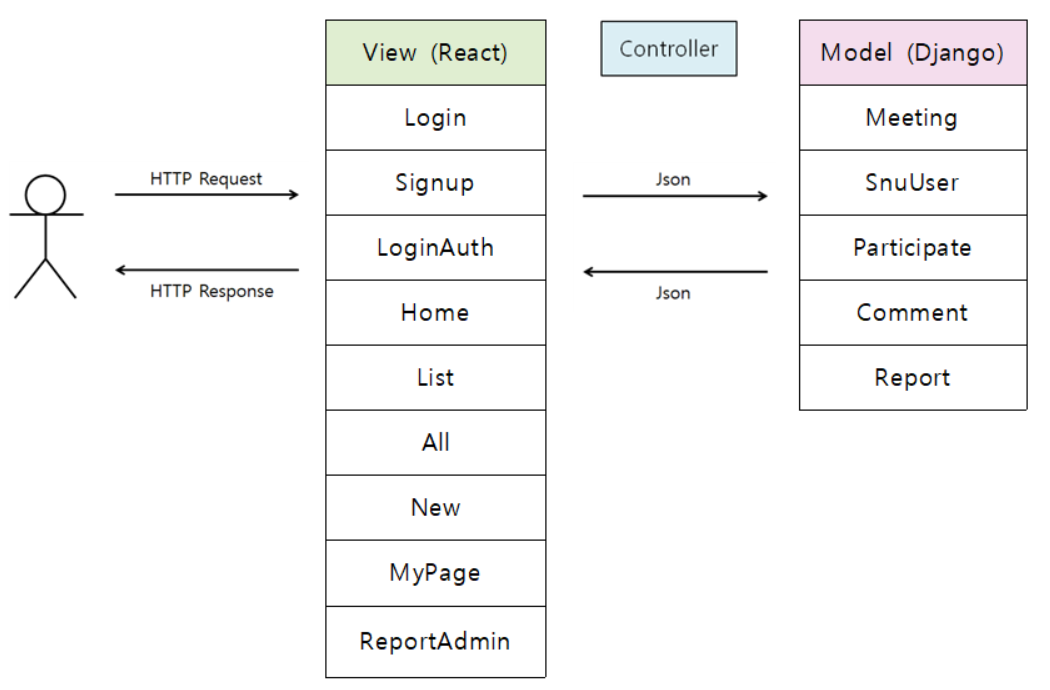 View (React)
Login
Signup
LoginAuth
Home
List
All
New
MyPage
ReportAdmin
Controller
Model (Django)
Meeting
SnuUser
Participate
Comment
Report
HTTP Request
HTTP Response
Json
Json